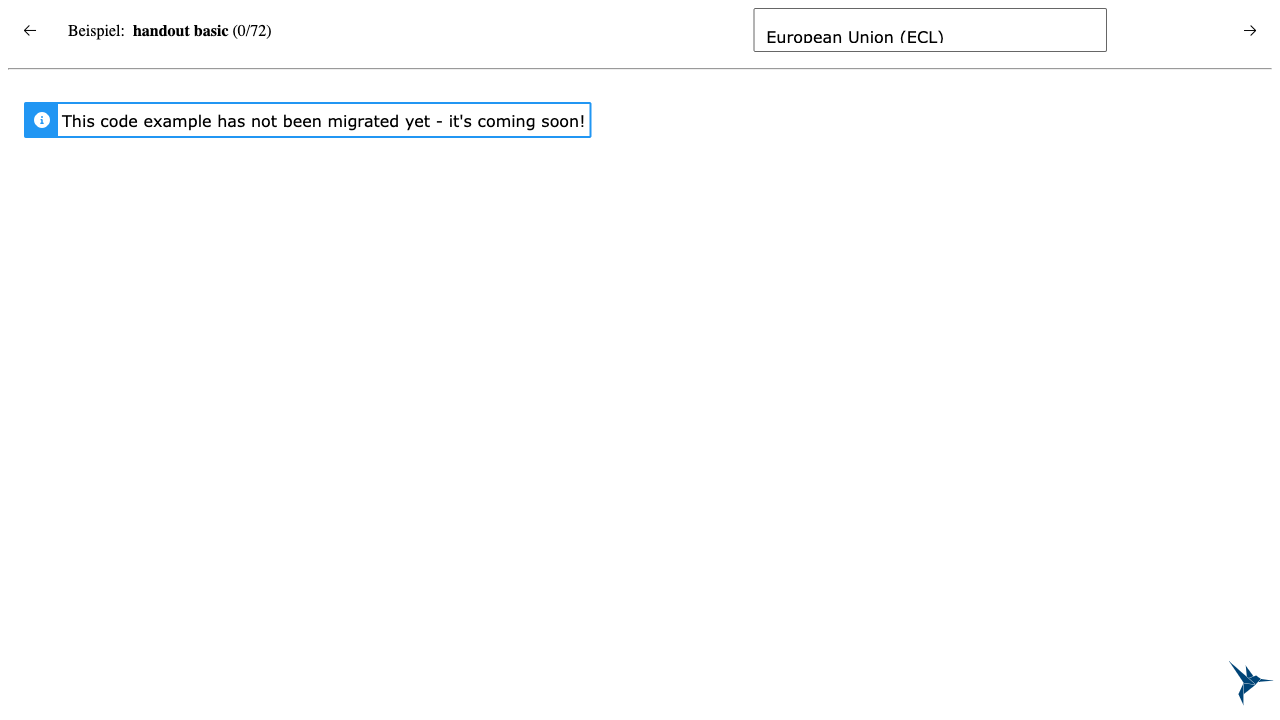 Beispiel: handout basic (0/72)
European Union (ECL)
This code example has not been migrated yet - it's coming soon!